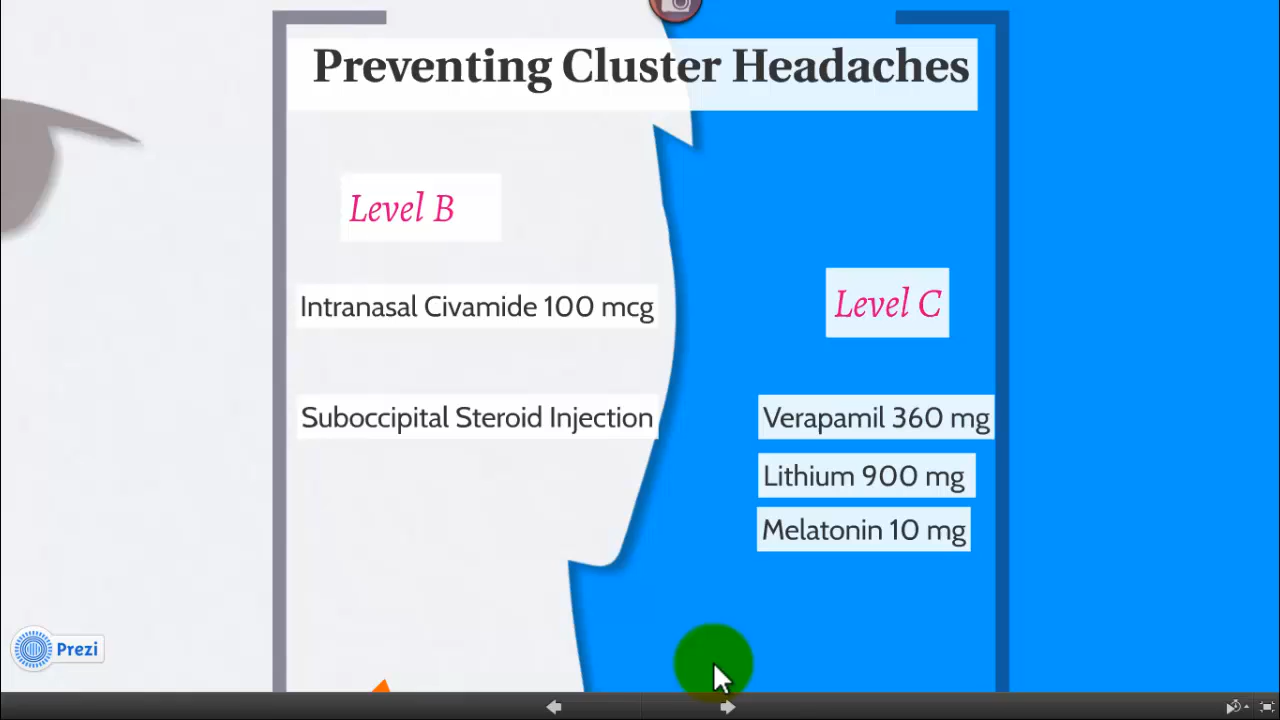 Preventing Cluster Headaches
Level B
Intranasal Civamide 100 mcg
Suboccipital Steroid Injection
Level C
Verapamil 360 mg
Lithium 900 mg
Melatonin 10 mg
Prezi